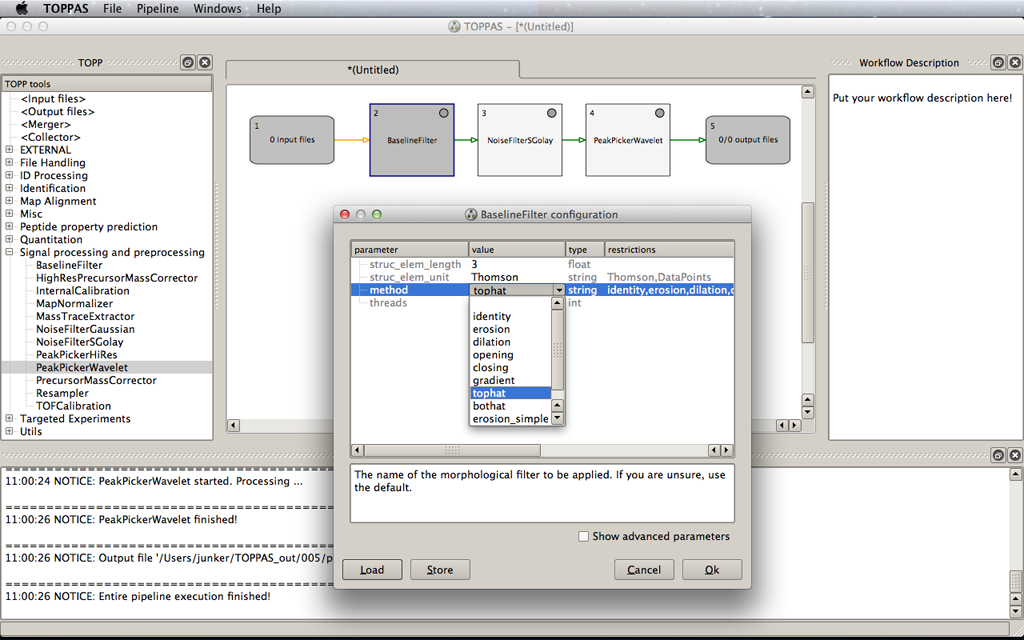 TOPPAS File Pipeline Windows Help
TOPPAS – [*(Untitled)]
TOPP
TOPP tools
<Input files>
<Output files>
<Merger>
<Collector>
EXTERNAL
File Handling
ID Processing
Identification
Map Alignment
Misc
Peptide property prediction
Quantitation
Signal processing and preprocessing
BaselineFilter
HighResPrecursorMassCorrector
InternalCalibration
MapNormalizer
MassTraceExtractor
NoiseFilterGaussian
NoiseFilterSGolay
PeakPickerHiRes
PeakPickerWavelet
PrecursorMassCorrector
Resampler
TOFCalibration
Targeted Experiments
Utils
*(Untitled)
1
0 input files
2
BaselineFilter
3
NoiseFilterSGolay
4
PeakPickerWavelet
5
0/0 output files
Workflow Description
Put your workflow description here!
BaselineFilter configuration
parameter value type restrictions
struc_elem_length 3 float
struc_elem_unit Thomson string Thomson,DataPoints
method tophat string identity,erosion,dilation,
threads int
identity
erosion
dilation
opening
closing
gradient
tophat
bothat
erosion_simple
The name of the morphological filter to be applied. If you are unsure, use
the default.
Show advanced parameters
Load Store Cancel Ok
11:00:24 NOTICE: PeakPickerWavelet started. Processing ...
11:00:26 NOTICE: PeakPickerWavelet finished!
11:00:26 NOTICE: Output file '/Users/junker/TOPPAS_out/005/p
11:00:26 NOTICE: Entire pipeline execution finished!